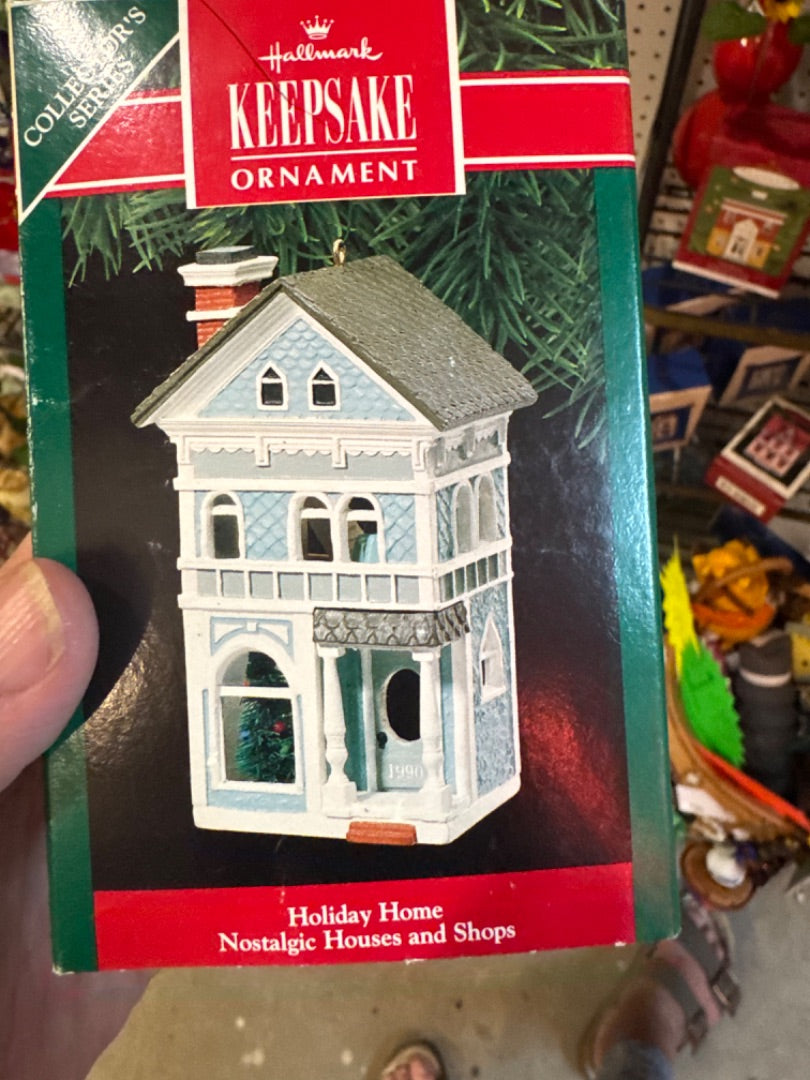 COLLECTOR'S
SERIES
Hallmark
KEEPSAKE
ORNAMENT
1990
Holiday Home
Nostalgic Houses and Shops